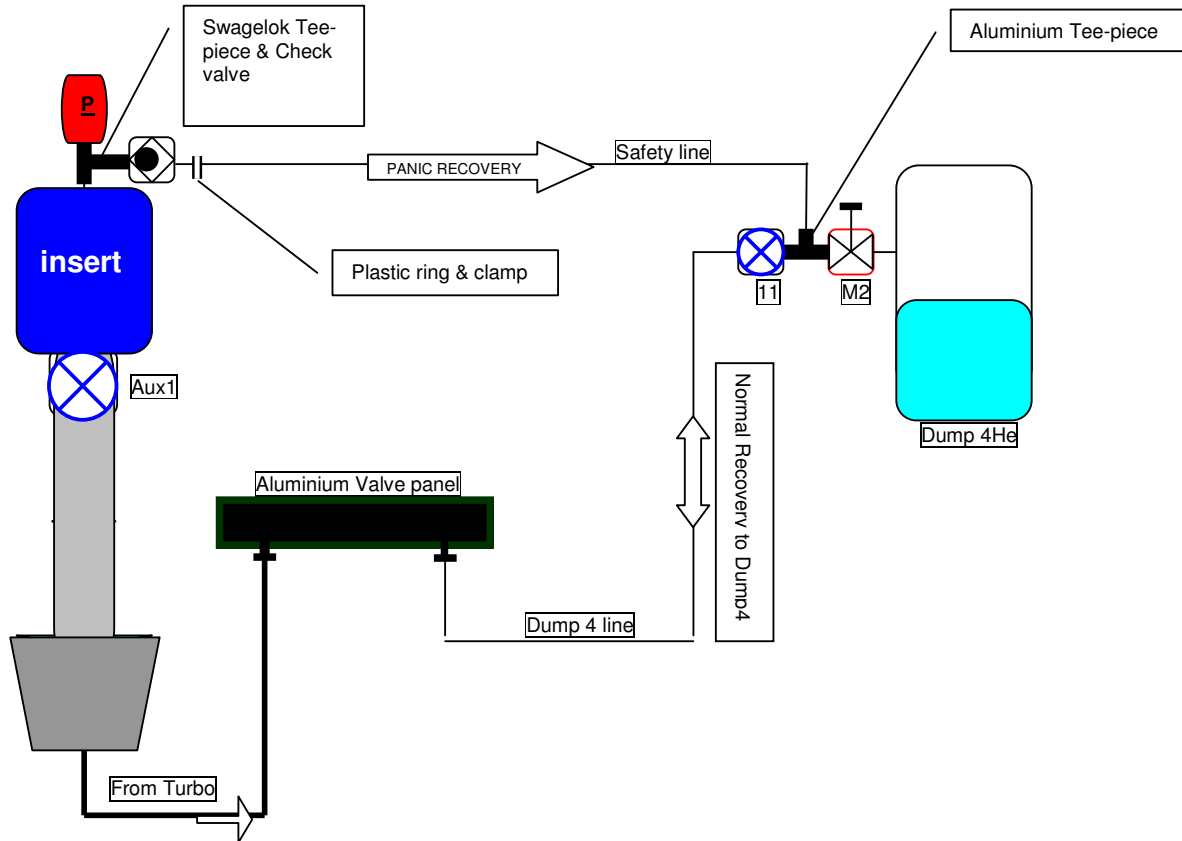 Swagelok Tee-
piece & Check
valve
Aluminium Tee-piece
P
PANIC RECOVERY
Safety line
insert
Plastic ring & clamp
11
M2
Aux1
Dump 4He
Normal Recovery to Dump4
Aluminium Valve panel
Dump 4 line
From Turbo